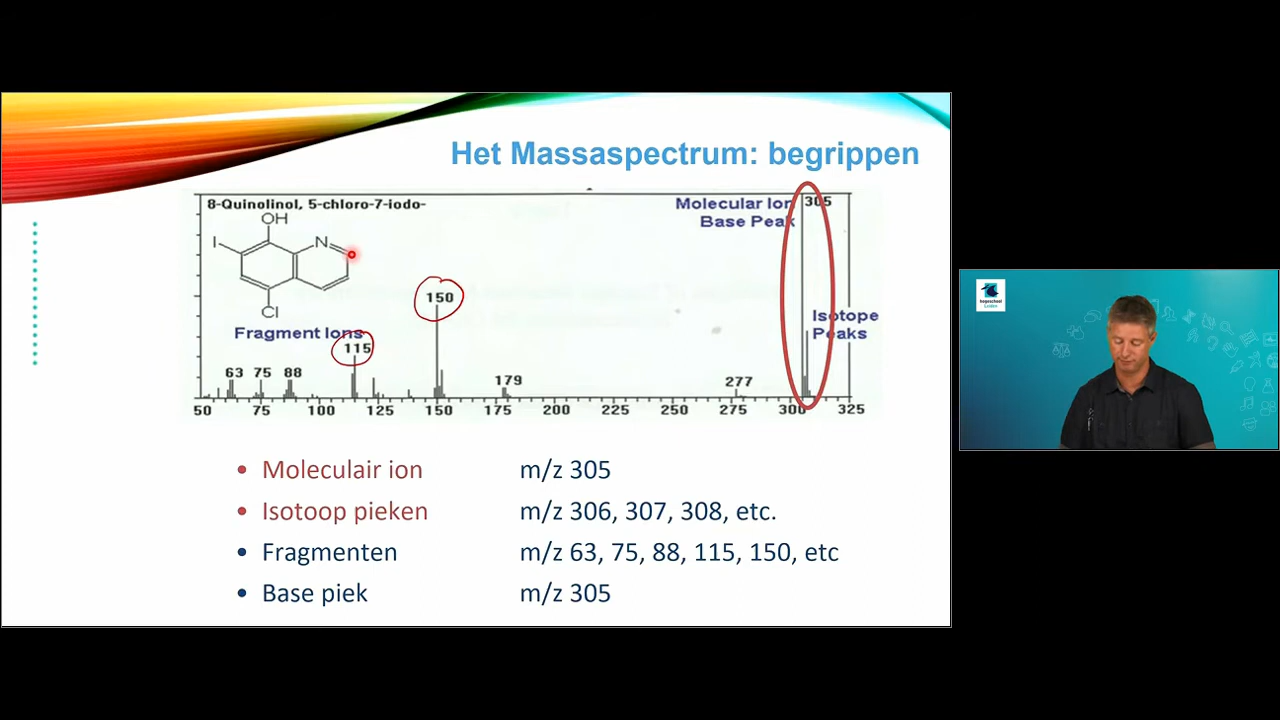 Het Massaspectrum: begrippen
8-Quinolinol, 5-chloro-7-iodo-
Molecular Ion
Base Peak
305
OH
I
N
Cl
150
Isotope
Peaks
Fragment Ions
115
63 75 88
179
277
50 75 100 125 150 175 200 225 250 275 300 325
• Moleculair ion m/z 305
• Isotoop pieken m/z 306, 307, 308, etc.
• Fragmenten m/z 63, 75, 88, 115, 150, etc
• Base piek m/z 305
hogeschool
Leiden